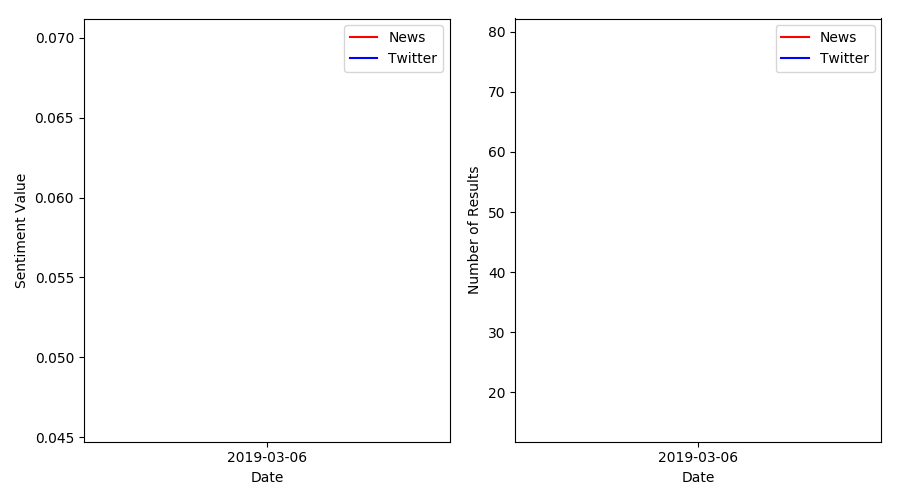 0.070
0.065
0.060
0.055
0.050
0.045
Sentiment Value
2019-03-06
Date
News
Twitter
80
70
60
50
40
30
20
Number of Results
2019-03-06
Date
News
Twitter